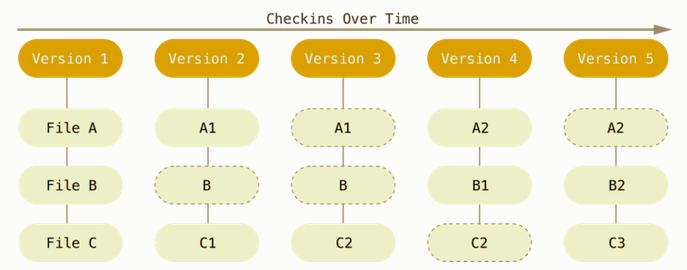 Checkins Over Time
Version 1 Version 2 Version 3 Version 4 Version 5
File A A1 A1 A2 A2
File B B B B1 B2
File C C1 C2 C2 C3